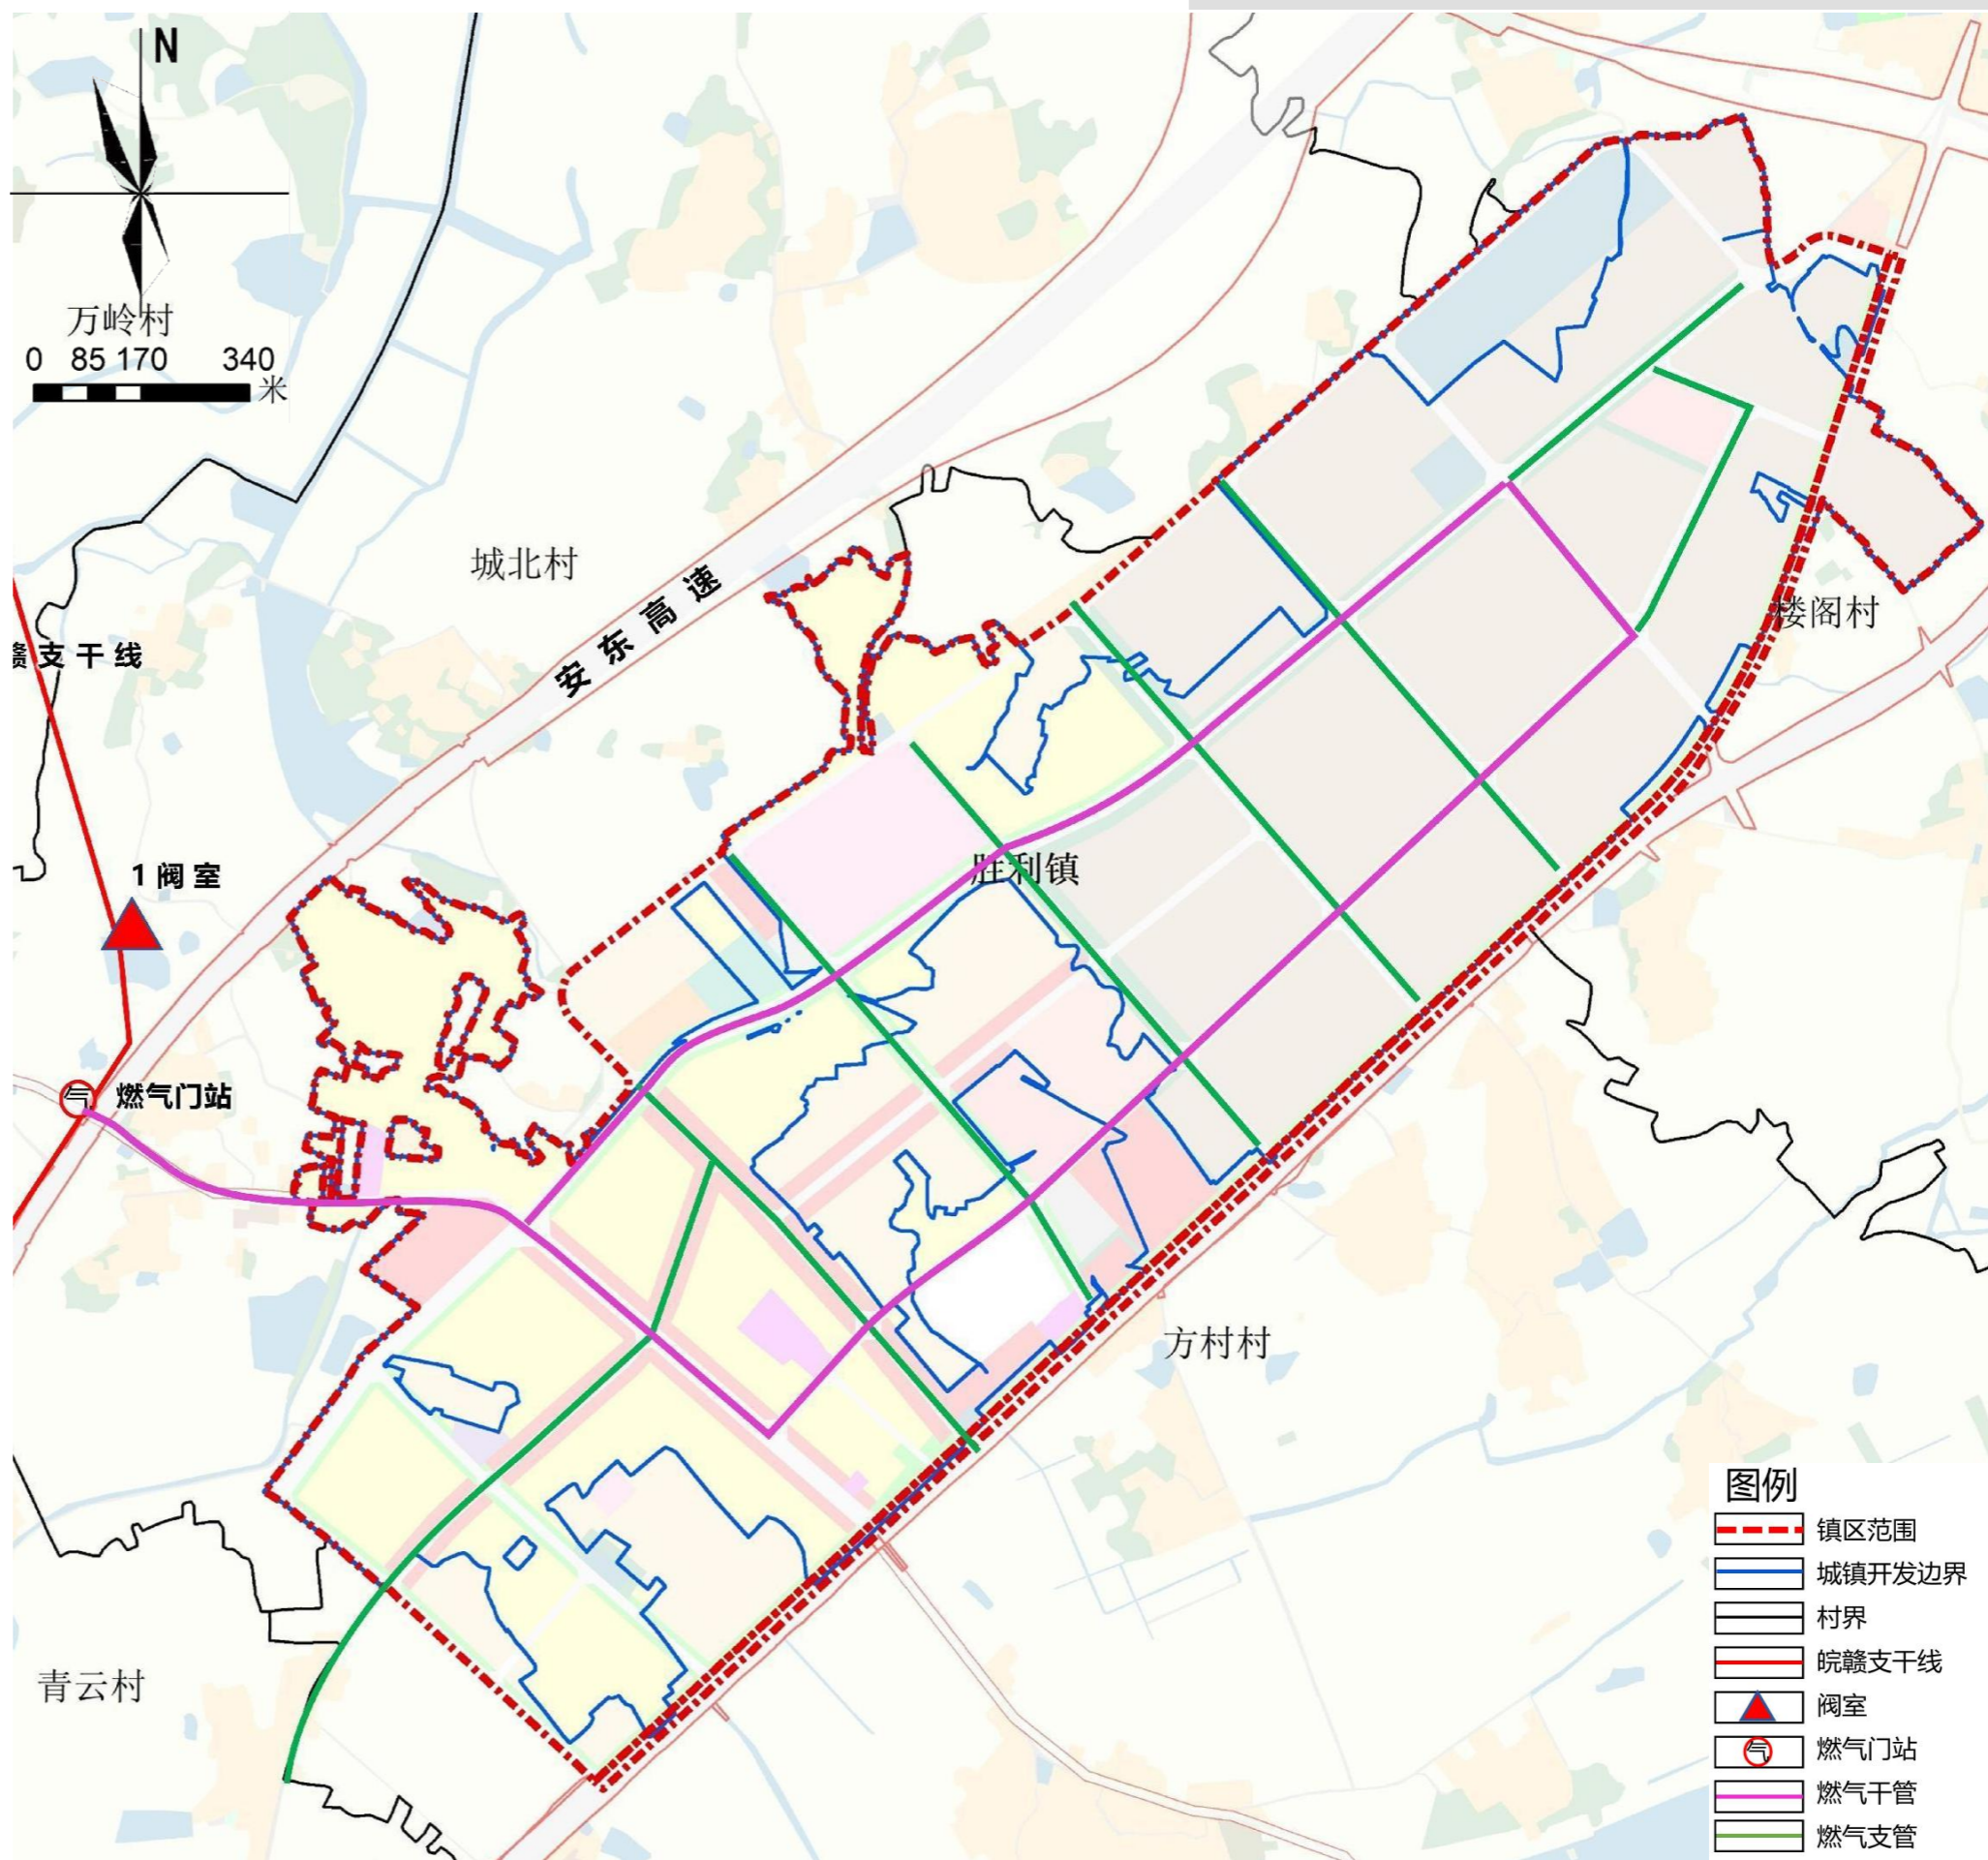 N
万岭村
0 85 170 340
米
城北村
安东高速
楼阁村
赣支干线
1阀室
胜利镇
气 燃气门站
方村村
青云村
图例
镇区范围
城镇开发边界
村界
皖赣支干线
阀室
气 燃气门站
燃气干管
燃气支管